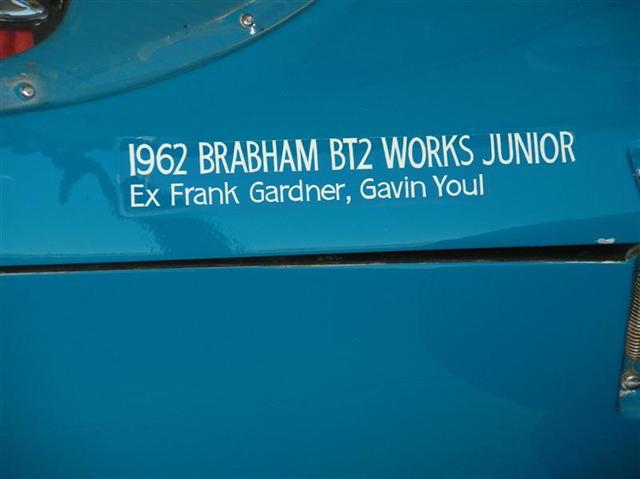 1962 BRABHAM BT2 WORKS JUNIOR
Ex Frank Gardner, Gavin Youl